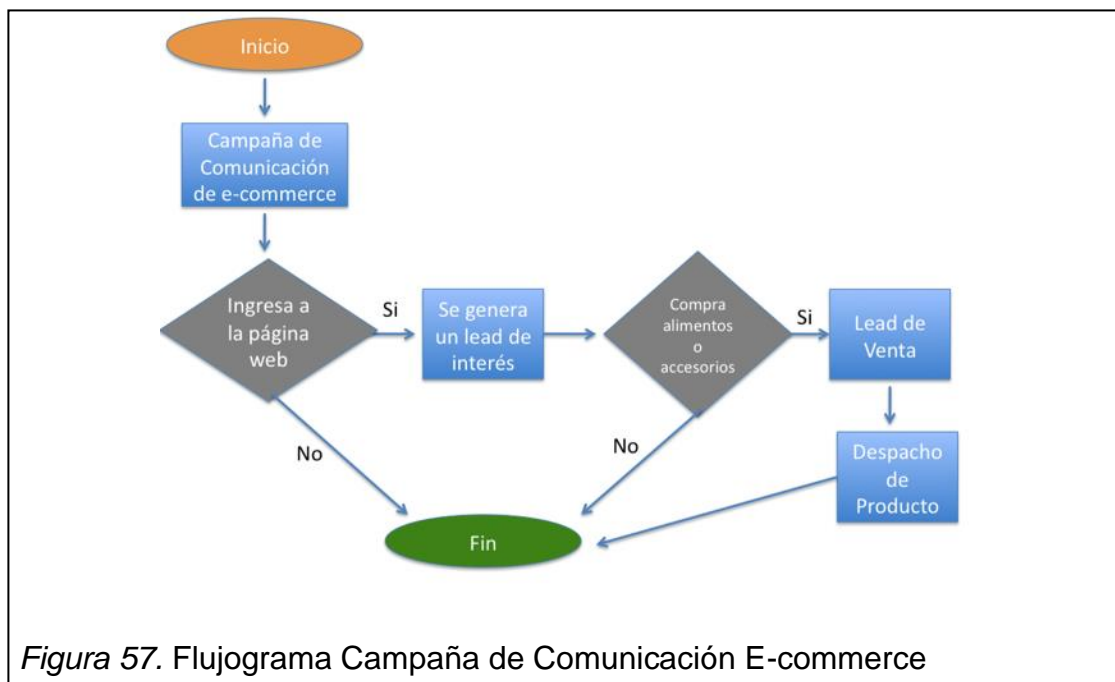 Inicio
Campaña de
Comunicación
de e-commerce
Ingresa a
la página
web
Si
Se genera
un lead de
interés
Compra
alimentos
o
accesorios
Si
Lead de
Venta
No
No
Despacho
de
Producto
Fin
Figura 57. Flujograma Campaña de Comunicación E-commerce